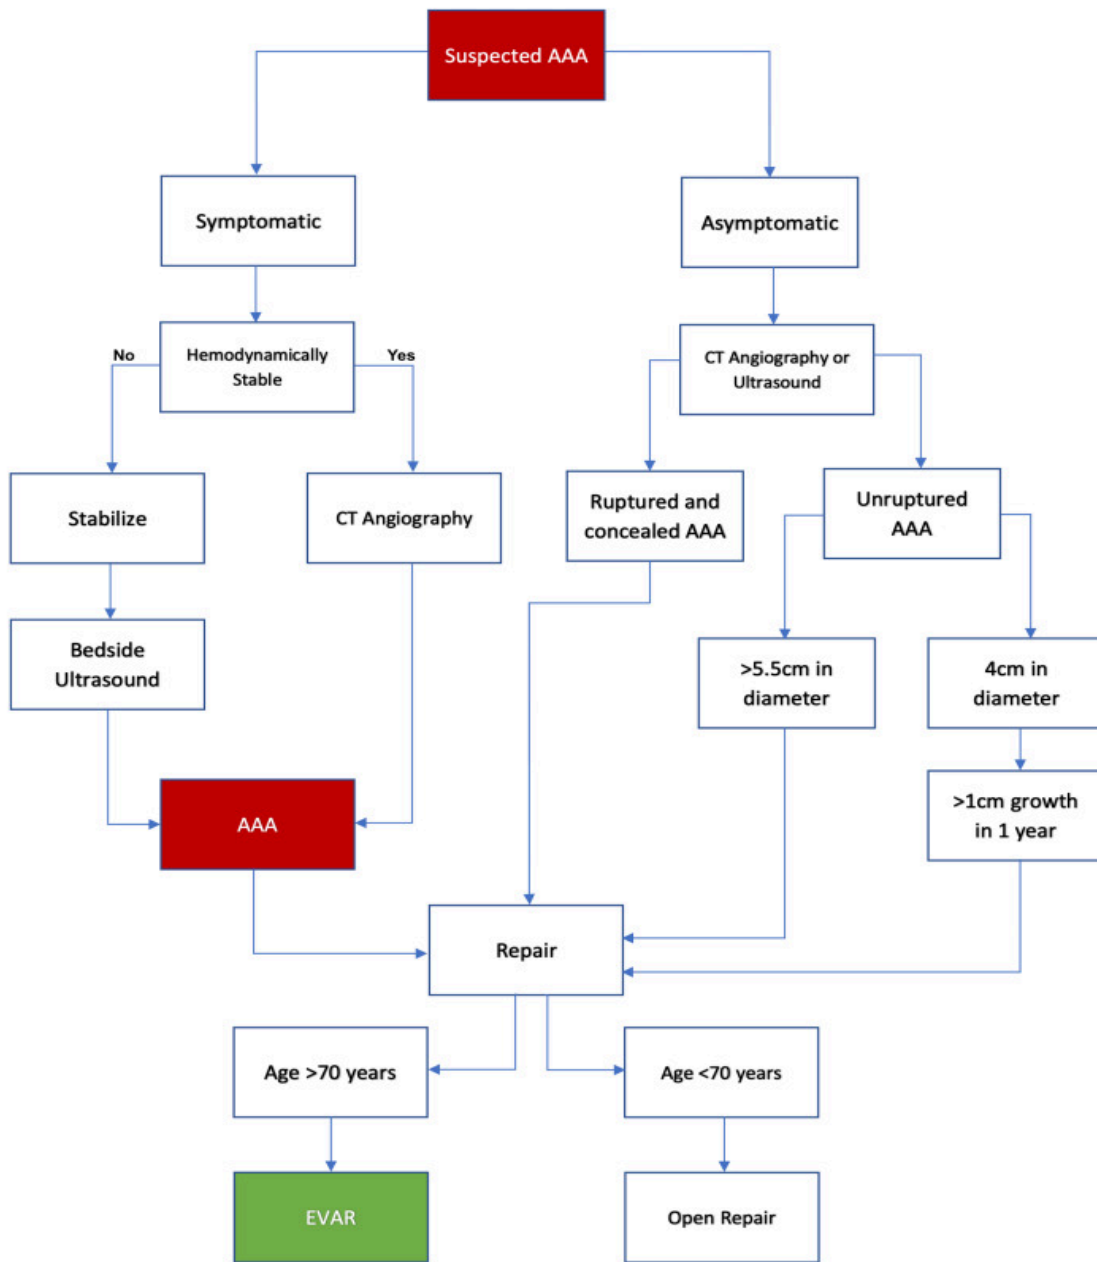 Suspected AAA
Symptomatic
Asymptomatic
No
Hemodynamically
Stable
Yes
CT Angiography or
Ultrasound
Stabilize
CT Angiography
Ruptured and
concealed AAA
Unruptured
AAA
Bedside
Ultrasound
>5.5cm in
diameter
4cm in
diameter
AAA
>1cm growth
in 1 year
Repair
Age >70 years
Age <70 years
EVAR
Open Repair